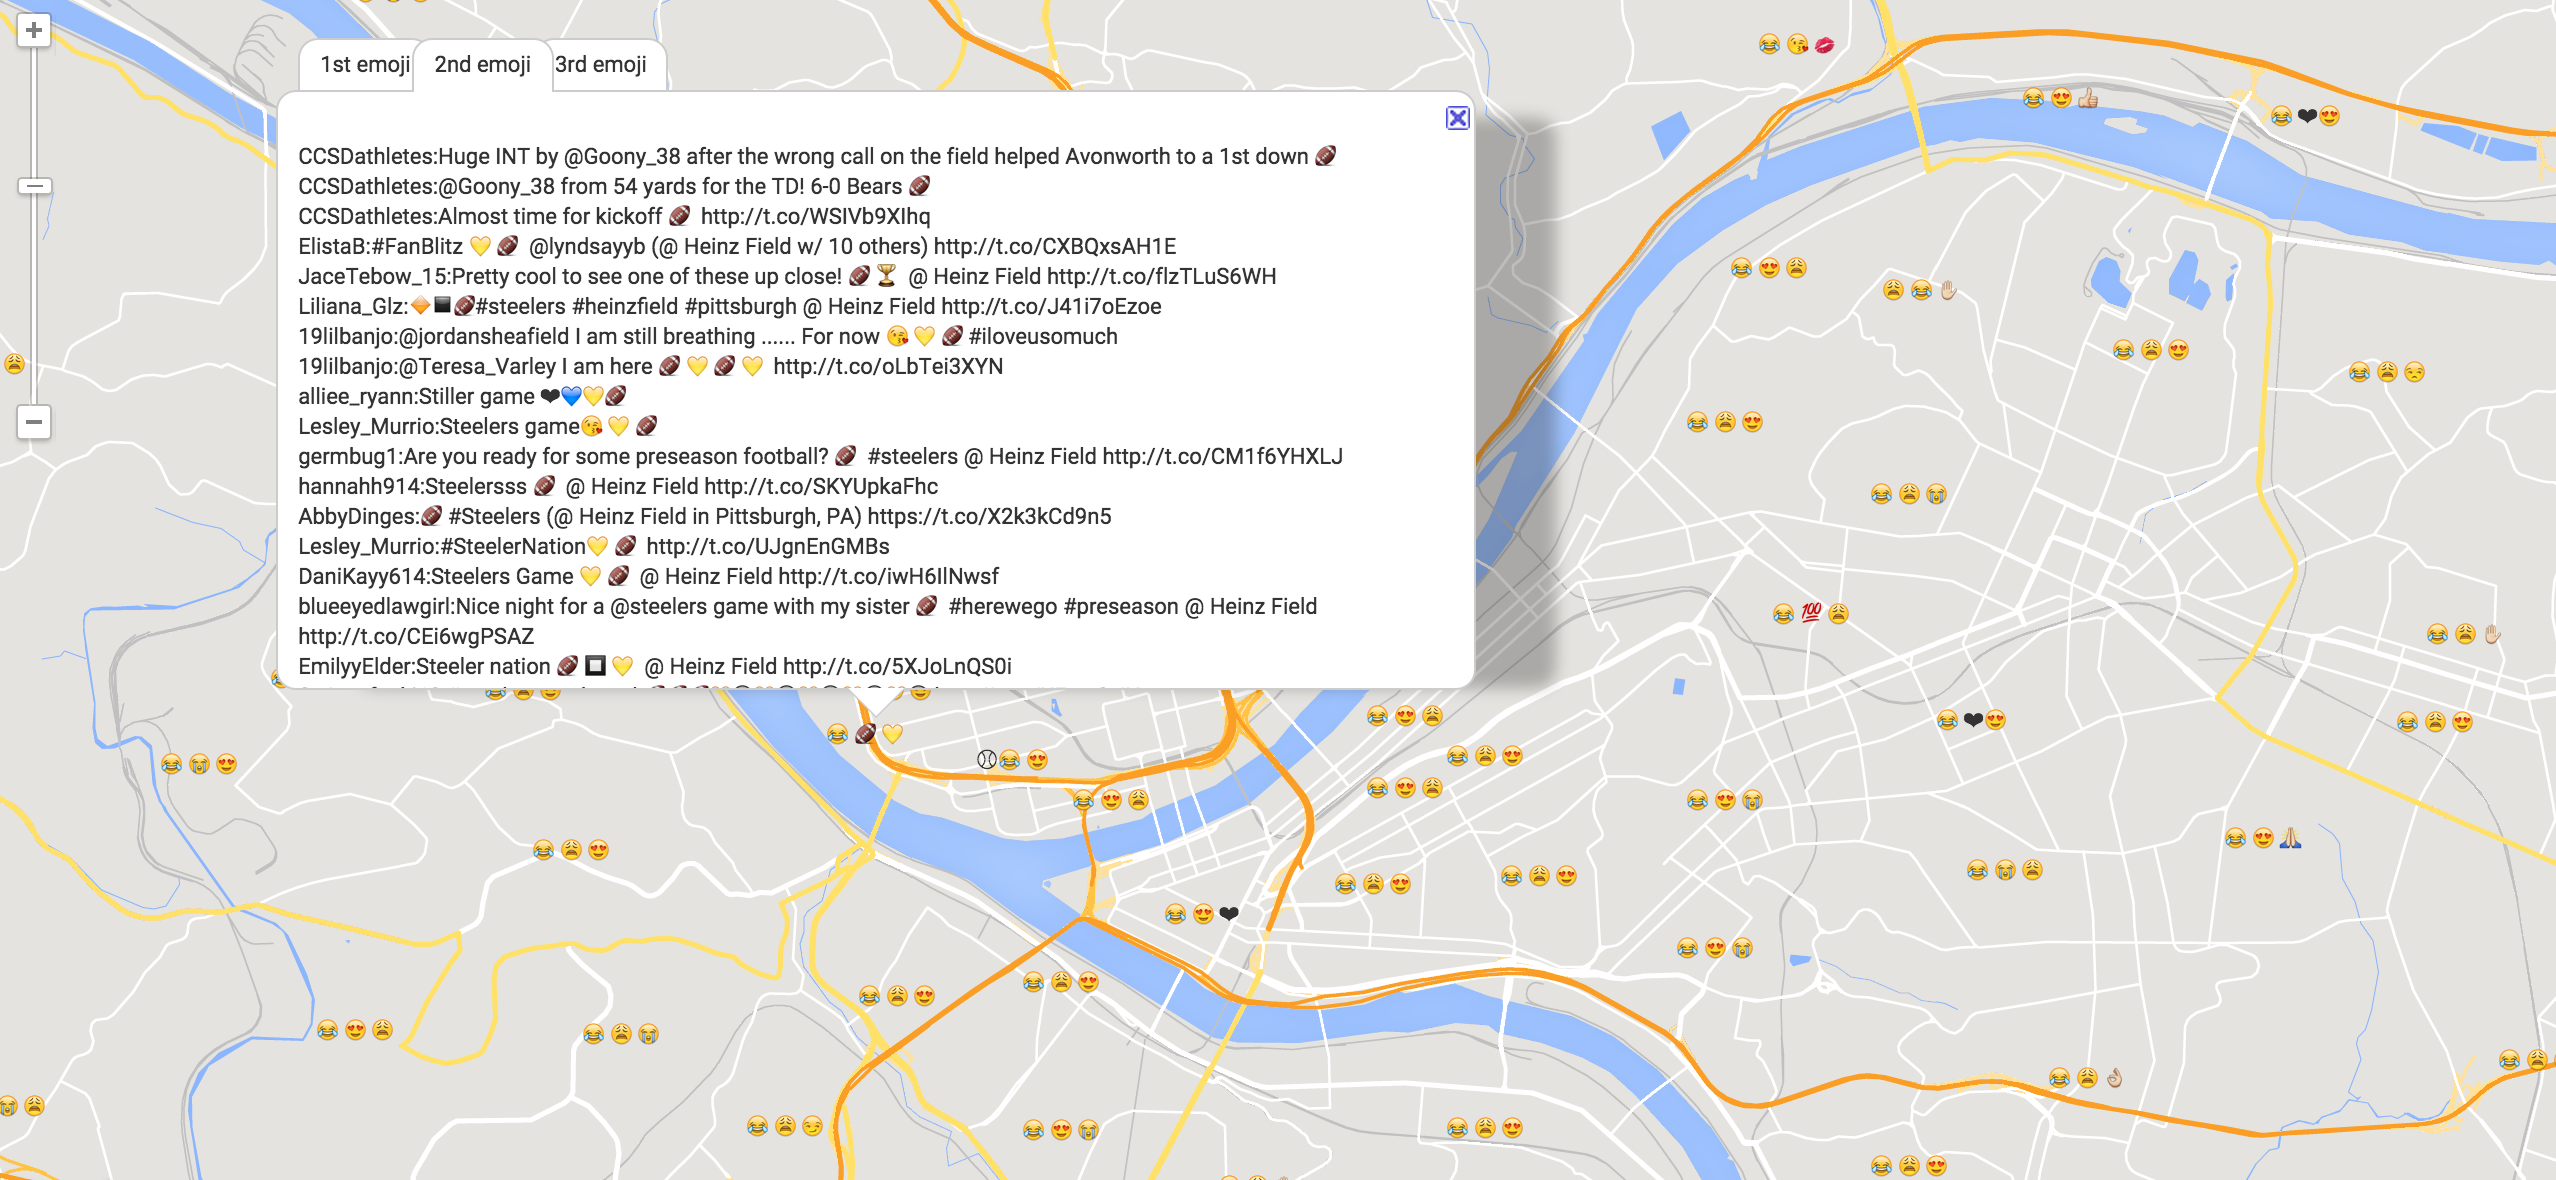 1st emoji
2nd emoji
3rd emoji
CCSDathletes:Huge INT by @Goony_38 after the wrong call on the field helped Avonworth to a 1st down 🏈
CCSDathletes:@Goony_38 from 54 yards for the TD! 6-0 Bears 🏈
CCSDathletes:Almost time for kickoff 🏈 http://t.co/WSIVb9XIhq
ElistaB:#FanBlitz 💛🏈 @lyndsayyb (@ Heinz Field w/ 10 others) http://t.co/CXBQxsAH1E
JaceTebow_15:Pretty cool to see one of these up close! 🏈🏆 @ Heinz Field http://t.co/flzTLuS6WH
Liliana_Glz:🔶◼🏈#steelers #heinzfield #pittsburgh @ Heinz Field http://t.co/J41i7oEzoe
19lilbanjo:@jordansheafield I am still breathing ...... For now 😘💛🏈 #iloveusomuch
19lilbanjo:@Teresa_Varley I am here 🏈💛🏈💛 http://t.co/oLbTei3XYN
alliee_ryann:Stiller game ❤💙💛🏈
Lesley_Murrio:Steelers game😘💛🏈
germbug1:Are you ready for some preseason football? 🏈 #steelers @ Heinz Field http://t.co/CM1f6YHXLJ
hannahh914:Steelersss 🏈 @ Heinz Field http://t.co/SKYUpkaFhc
AbbyDinges:🏈 #Steelers (@ Heinz Field in Pittsburgh, PA) https://t.co/X2k3kCd9n5
Lesley_Murrio:#SteelerNation💛🏈 http://t.co/UJgnEnGMBs
DaniKayy614:Steelers Game 💛🏈 @ Heinz Field http://t.co/iwH6IlNwsf
blueeyedlawgirl:Nice night for a @steelers game with my sister 🏈 #herewego #preseason @ Heinz Field
http://t.co/CEi6wgPSAZ
EmilyyElder:Steeler nation 🏈🔲💛 @ Heinz Field http://t.co/5XJoLnQS0i